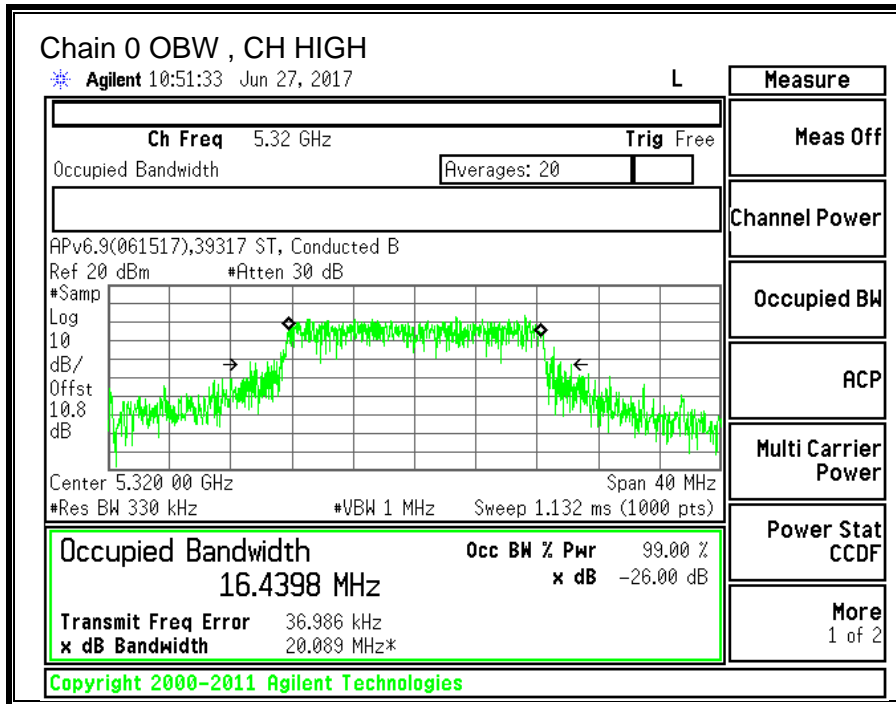 Chain 0 OBW , CH HIGH
Agilent 10:51:33 Jun 27, 2017 L
Measure
Ch Freq 5.32 GHz Trig Free
Meas Off
Occupied Bandwidth Averages: 20
Channel Power
APv6.9(061517),39317 ST, Conducted B
Ref 20 dBm #Atten 30 dB
#Samp
Log
10
dB/
Offst
10.8
dB
Occupied BW
ACP
Center 5.320 00 GHz Span 40 MHz
#Res BW 330 kHz #VBW 1 MHz Sweep 1.132 ms (1000 pts)
Multi Carrier
Power
Occupied Bandwidth Occ BW % Pwr 99.00 %
16.4398 MHz x dB -26.00 dB
Power Stat
CCDF
Transmit Freq Error 36.986 kHz
x dB Bandwidth 20.089 MHz*
More
1 of 2
Copyright 2000-2011 Agilent Technologies